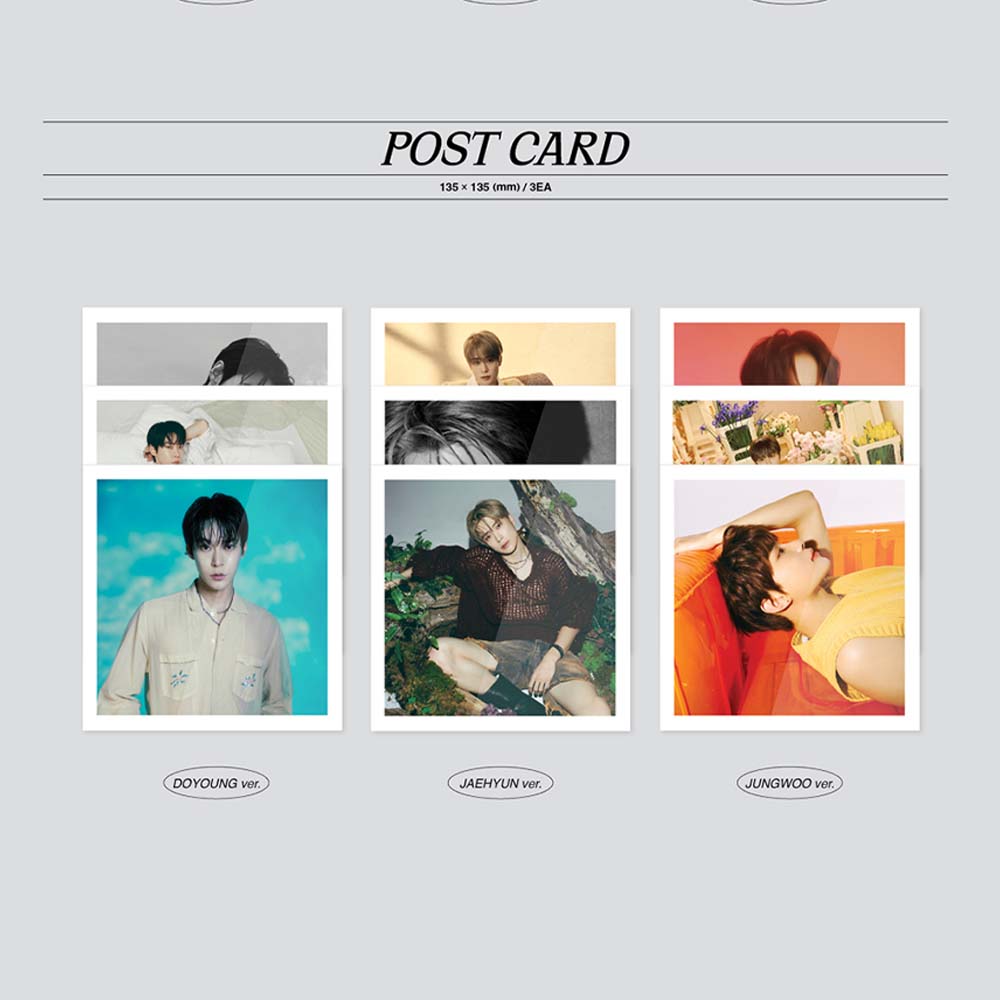 POST CARD
135 × 135 (mm) / 3EA
DOYOUNG ver.
JAEHYUN ver.
JUNGWOO ver.